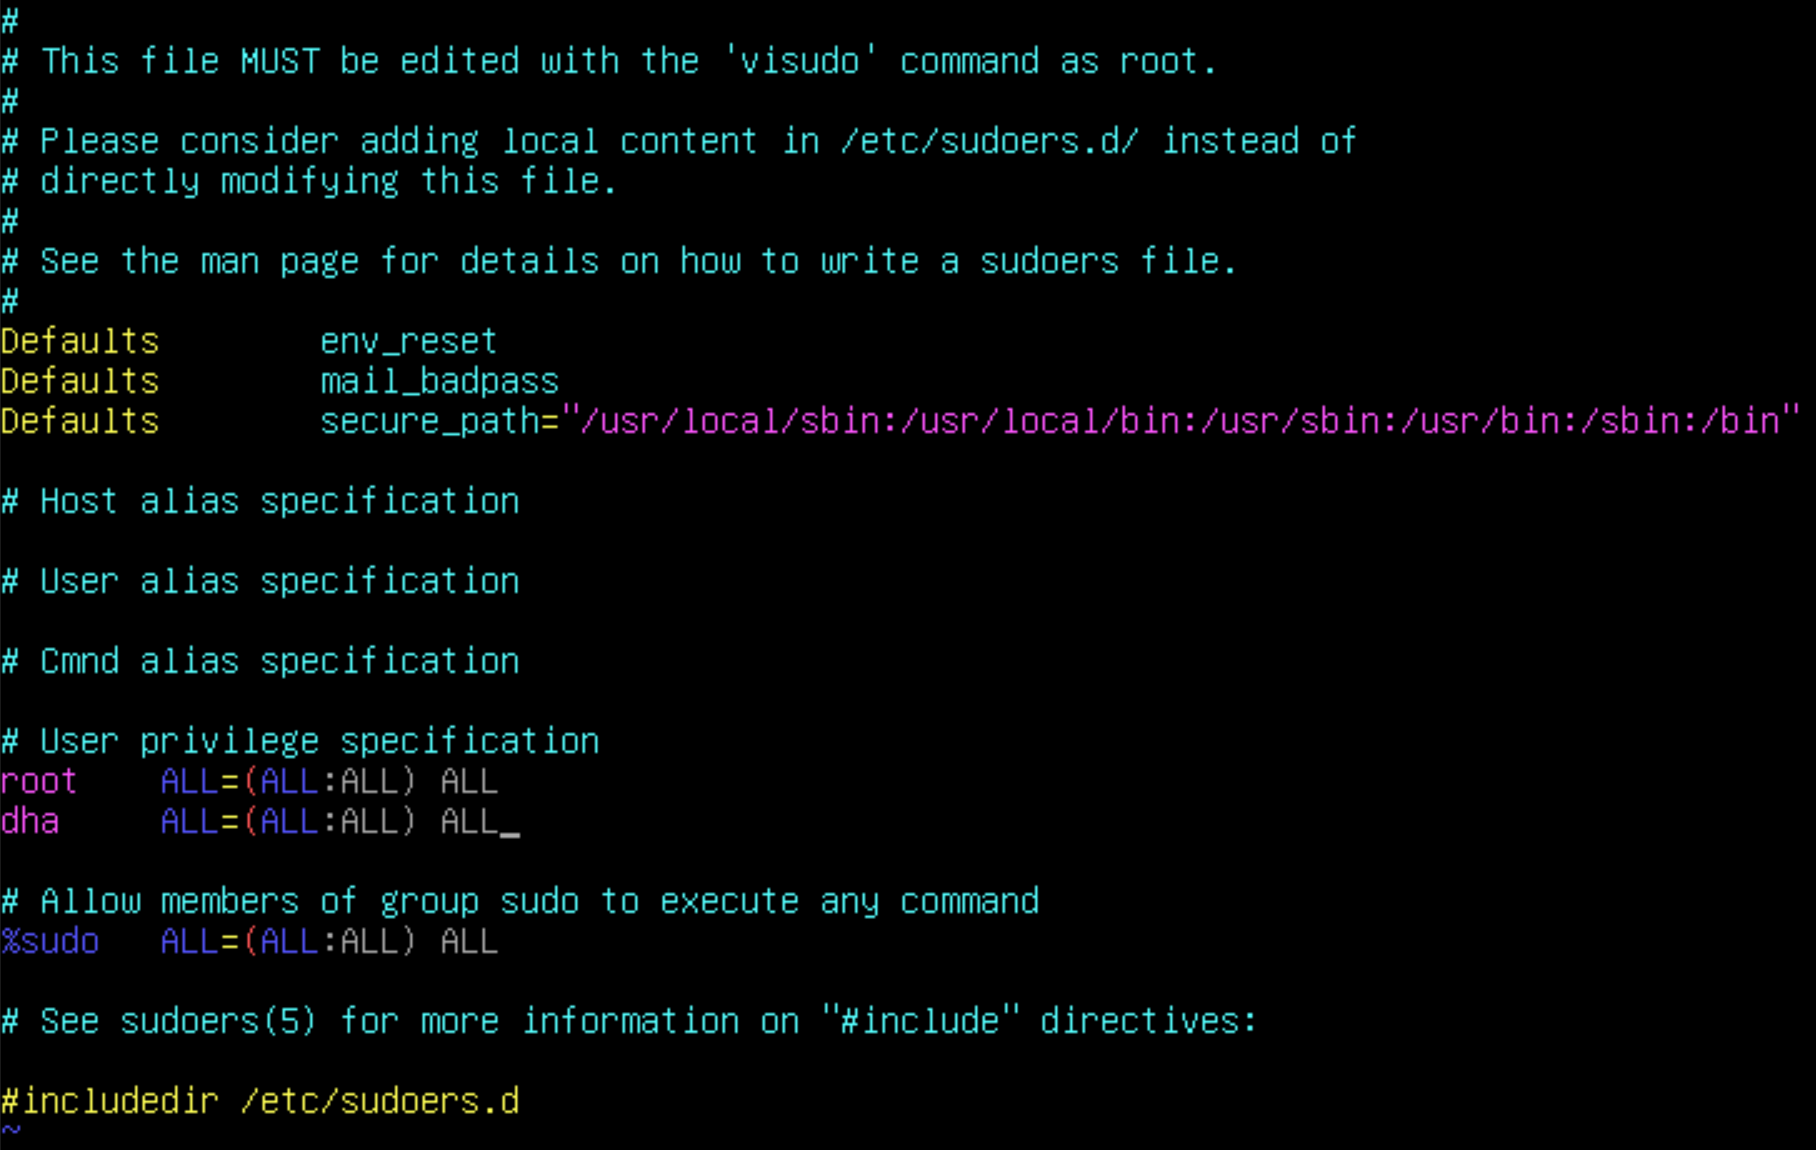 #
# This file MUST be edited with the 'visudo' command as root.
#
# Please consider adding local content in /etc/sudoers.d/ instead of
# directly modifying this file.
#
# See the man page for details on how to write a sudoers file.
#
Defaults        env_reset
Defaults        mail_badpass
Defaults        secure_path="/usr/local/sbin:/usr/local/bin:/usr/sbin:/usr/bin:/sbin:/bin"

# Host alias specification

# User alias specification

# Cmnd alias specification

# User privilege specification
root    ALL=(ALL:ALL) ALL
dha     ALL=(ALL:ALL) ALL_

# Allow members of group sudo to execute any command
%sudo   ALL=(ALL:ALL) ALL

# See sudoers(5) for more information on "#include" directives:

#includedir /etc/sudoers.d
~